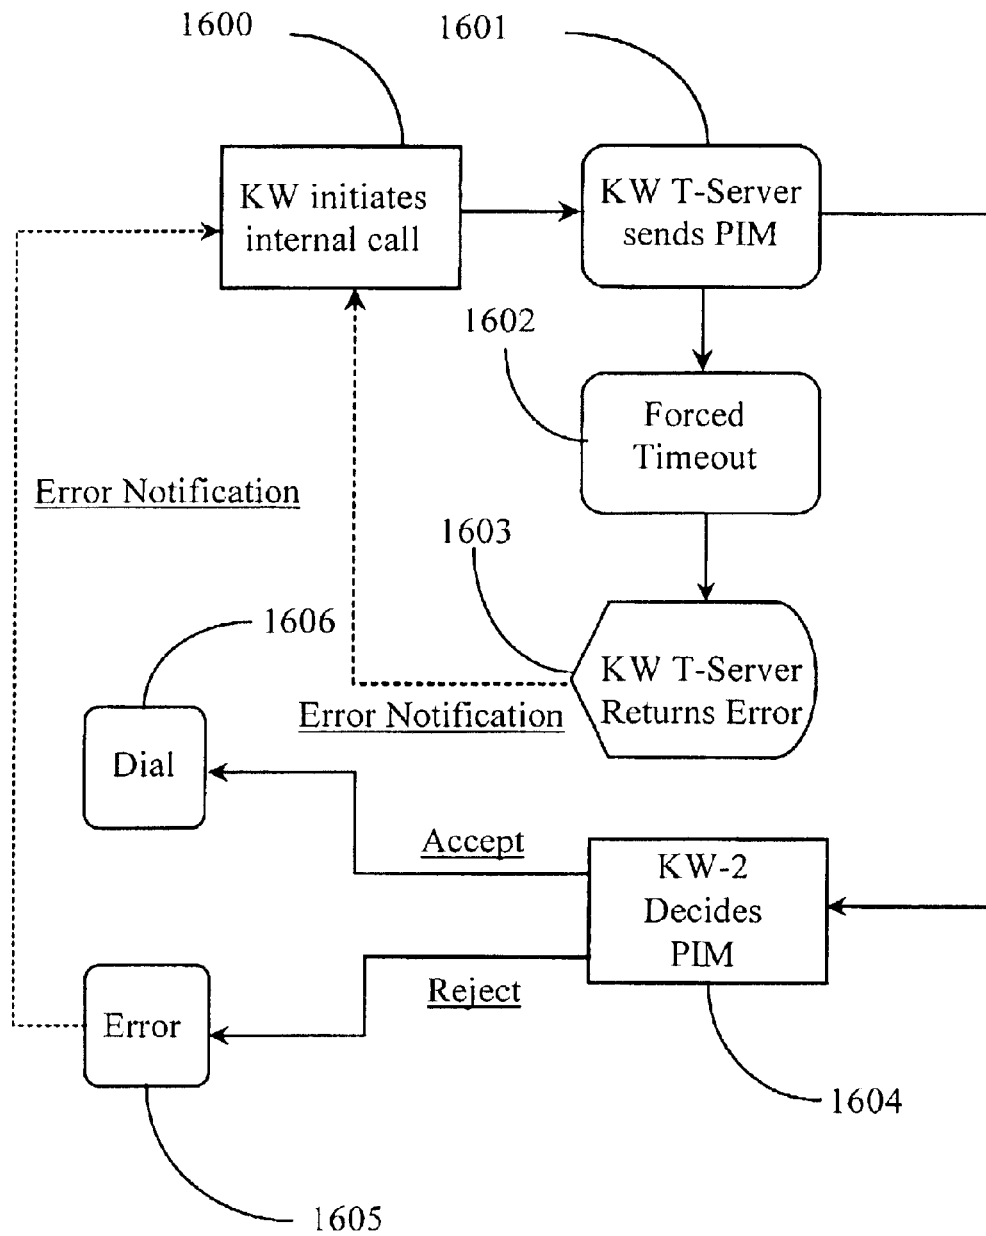 1600
1601
KW initiates
internal call
KW T-Server
sends PIM
1602
Forced
Timeout
Error Notification
1603
1606
KW T-Server
Returns Error
Error Notification
Dial
Accept
KW-2
Decides
PIM
Reject
Error
1604
1605